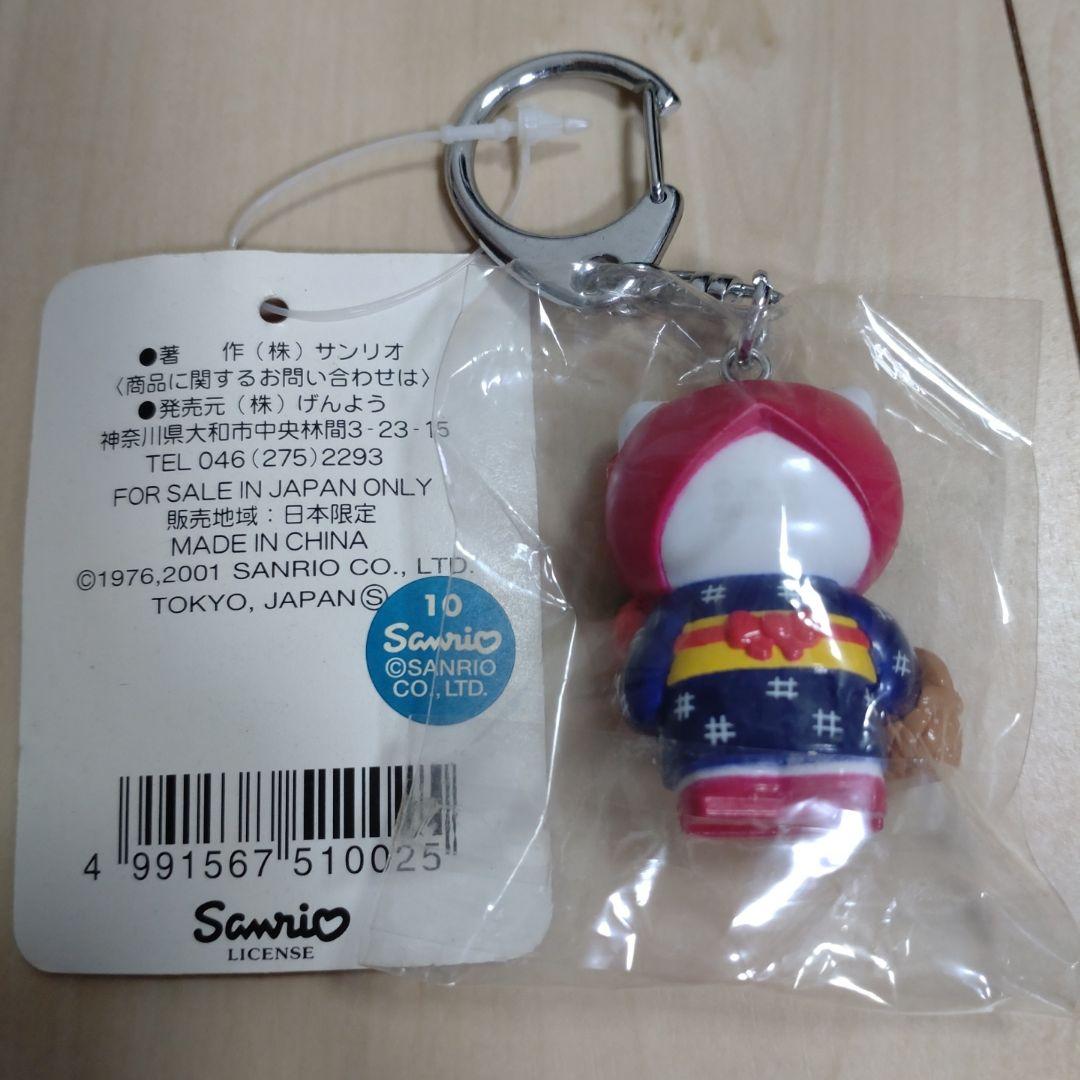 ●著　作(株)サンリオ
〈商品に関するお問い合わせは〉
●発売元(株)げんよう
神奈川県大和市中央林間3-23-15
TEL 046(275)2293
FOR SALE IN JAPAN ONLY
販売地域：日本限定
MADE IN CHINA
©1976,2001 SANRIO CO., LTD.
TOKYO, JAPAN Ⓢ
10
Sanrio
©SANRIO
CO., LTD.
4 991567 510025
Sanrio
LICENSE